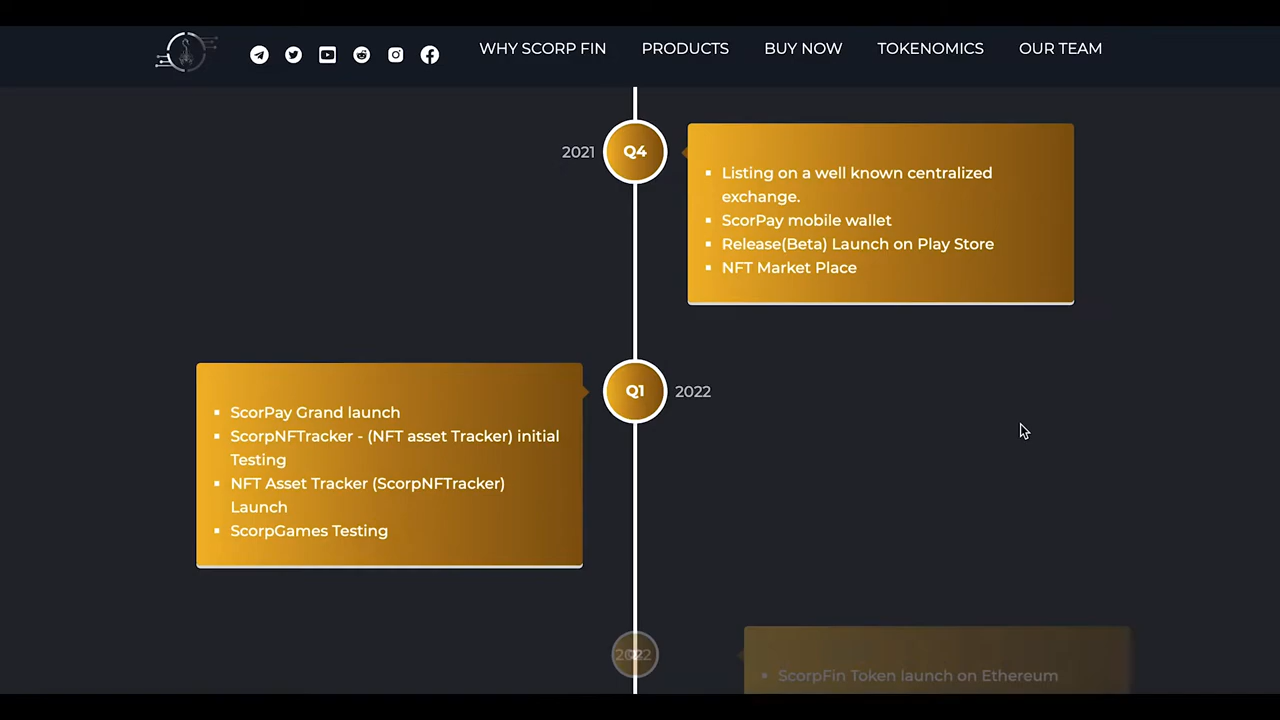 WHY SCORP FIN PRODUCTS BUY NOW TOKENOMICS OUR TEAM
2021 Q4
Listing on a well known centralized
exchange.
ScorPay mobile wallet
Release(Beta) Launch on Play Store
NFT Market Place
Q1 2022
ScorPay Grand launch
ScorpNFTracker - (NFT asset Tracker) initial
Testing
NFT Asset Tracker (ScorpNFTracker)
Launch
ScorpGames Testing
2022
ScorpFin Token launch on Ethereum